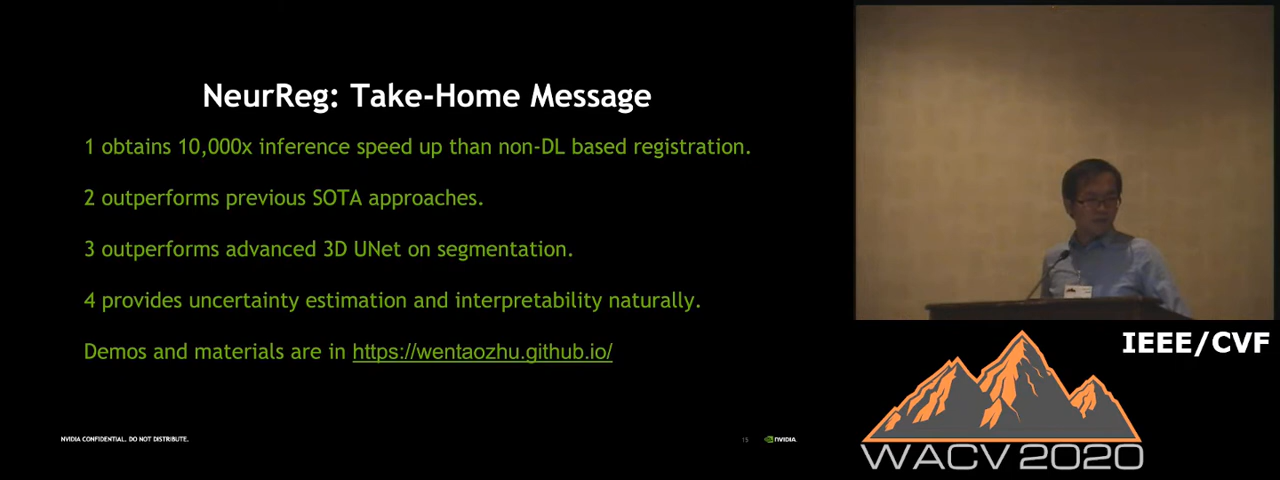 NeurReg: Take-Home Message
1 obtains 10,000x inference speed up than non-DL based registration.
2 outperforms previous SOTA approaches.
3 outperforms advanced 3D UNet on segmentation.
4 provides uncertainty estimation and interpretability naturally.
Demos and materials are in https://wentaozhu.github.io/
NVIDIA CONFIDENTIAL. DO NOT DISTRIBUTE.
15
NVIDIA
IEEE/CVF
WACV 2020